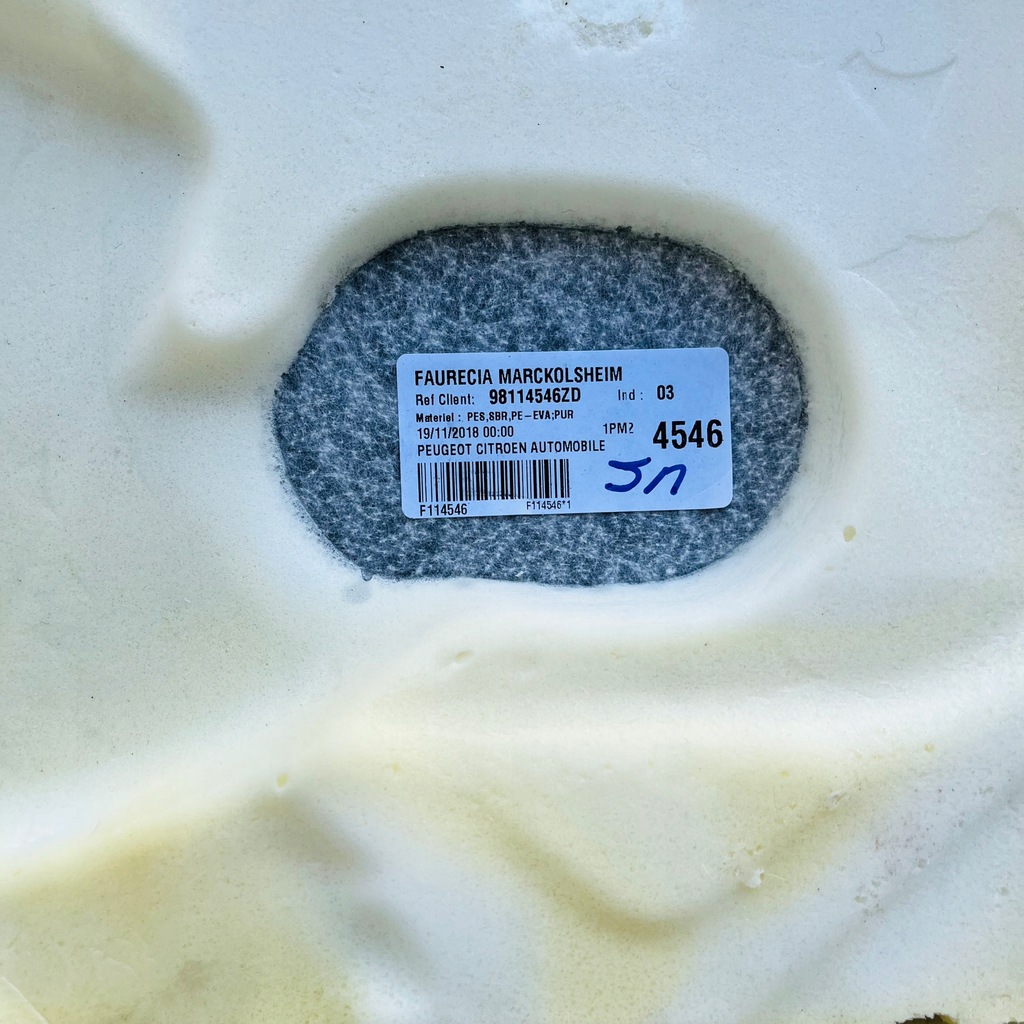 FAURECIA MARCKOLSHEIM
Ref Client: 98114546ZD Ind : 03
Materiel : PES,SBR,PE-EVA;PUR
19/11/2018 00:00 1PM2 4546
PEUGEOT CITROEN AUTOMOBILE
F114546 F114546*1